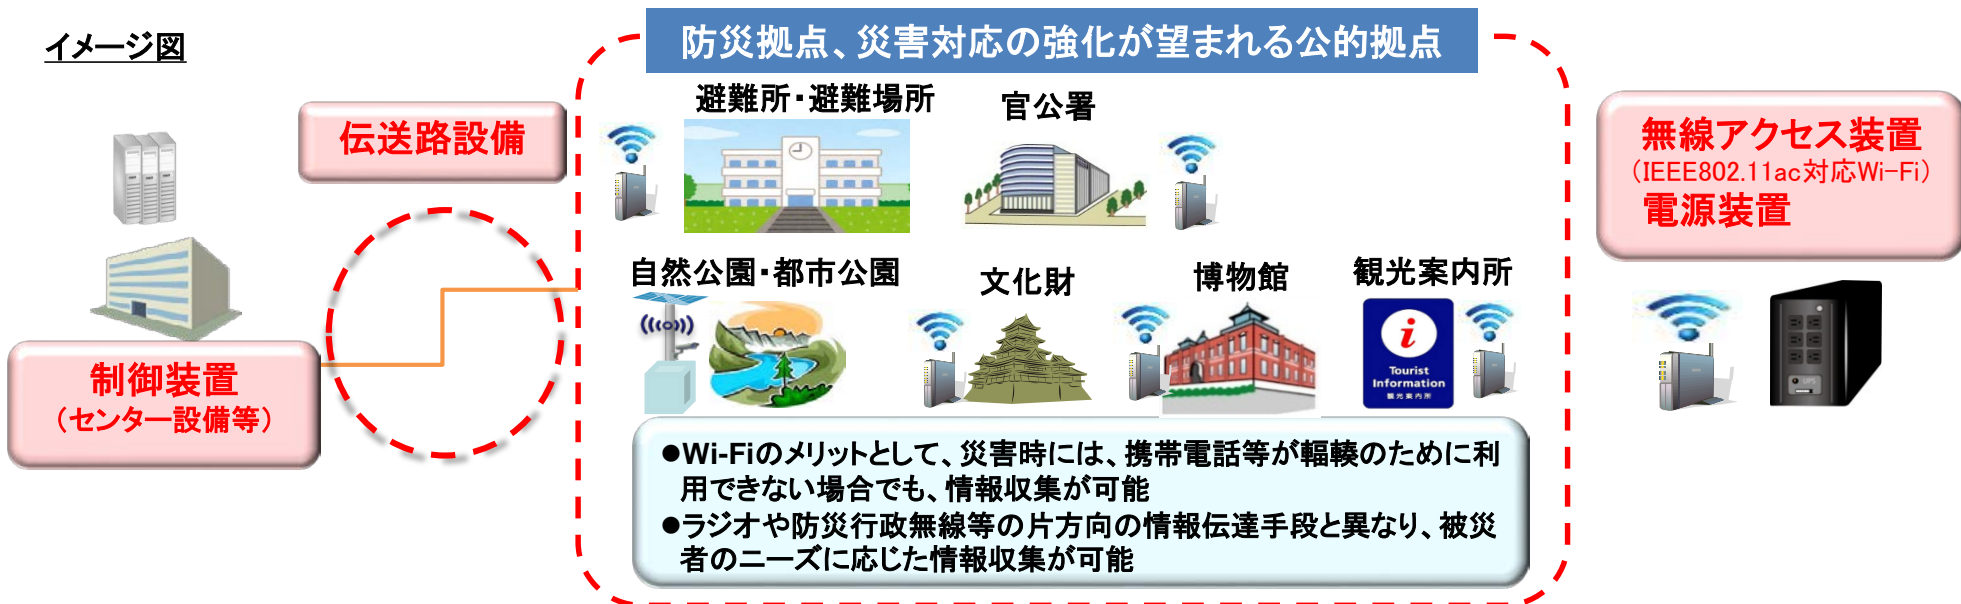 イメージ図
防災拠点、災害対応の強化が望まれる公的拠点
伝送路設備
避難所・避難場所
官公署
無線アクセス装置
（IEEE802.11ac対応Wi-Fi）
電源装置
自然公園・都市公園
文化財
博物館
観光案内所
i
Tourist
Information
観光案内所
制御装置
（センター設備等）
UPS
●Wi-Fiのメリットとして、災害時には、携帯電話等が輻輳のために利
用できない場合でも、情報収集が可能
●ラジオや防災行政無線等の片方向の情報伝達手段と異なり、被災
者のニーズに応じた情報収集が可能